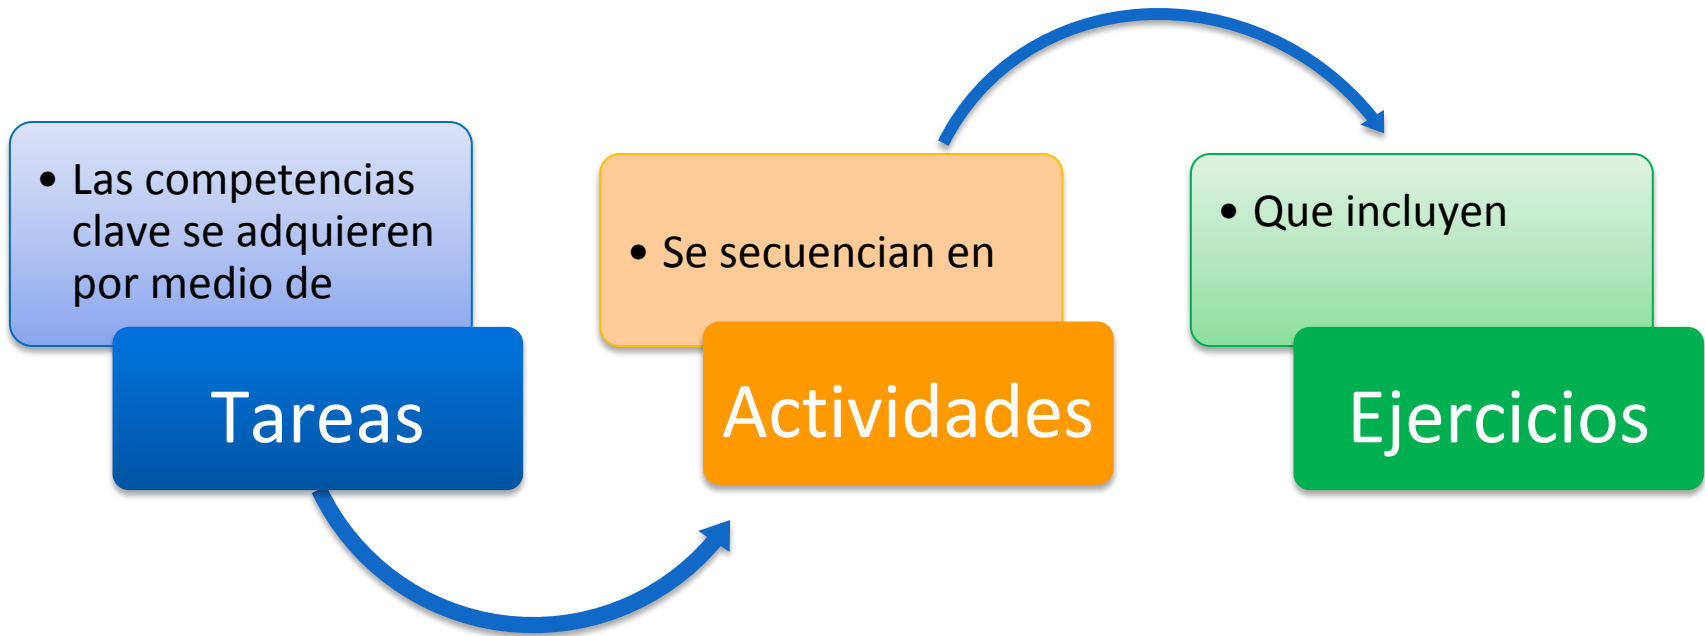 • Las competencias
clave se adquieren
por medio de
Tareas
• Se secuencian en
Actividades
• Que incluyen
Ejercicios